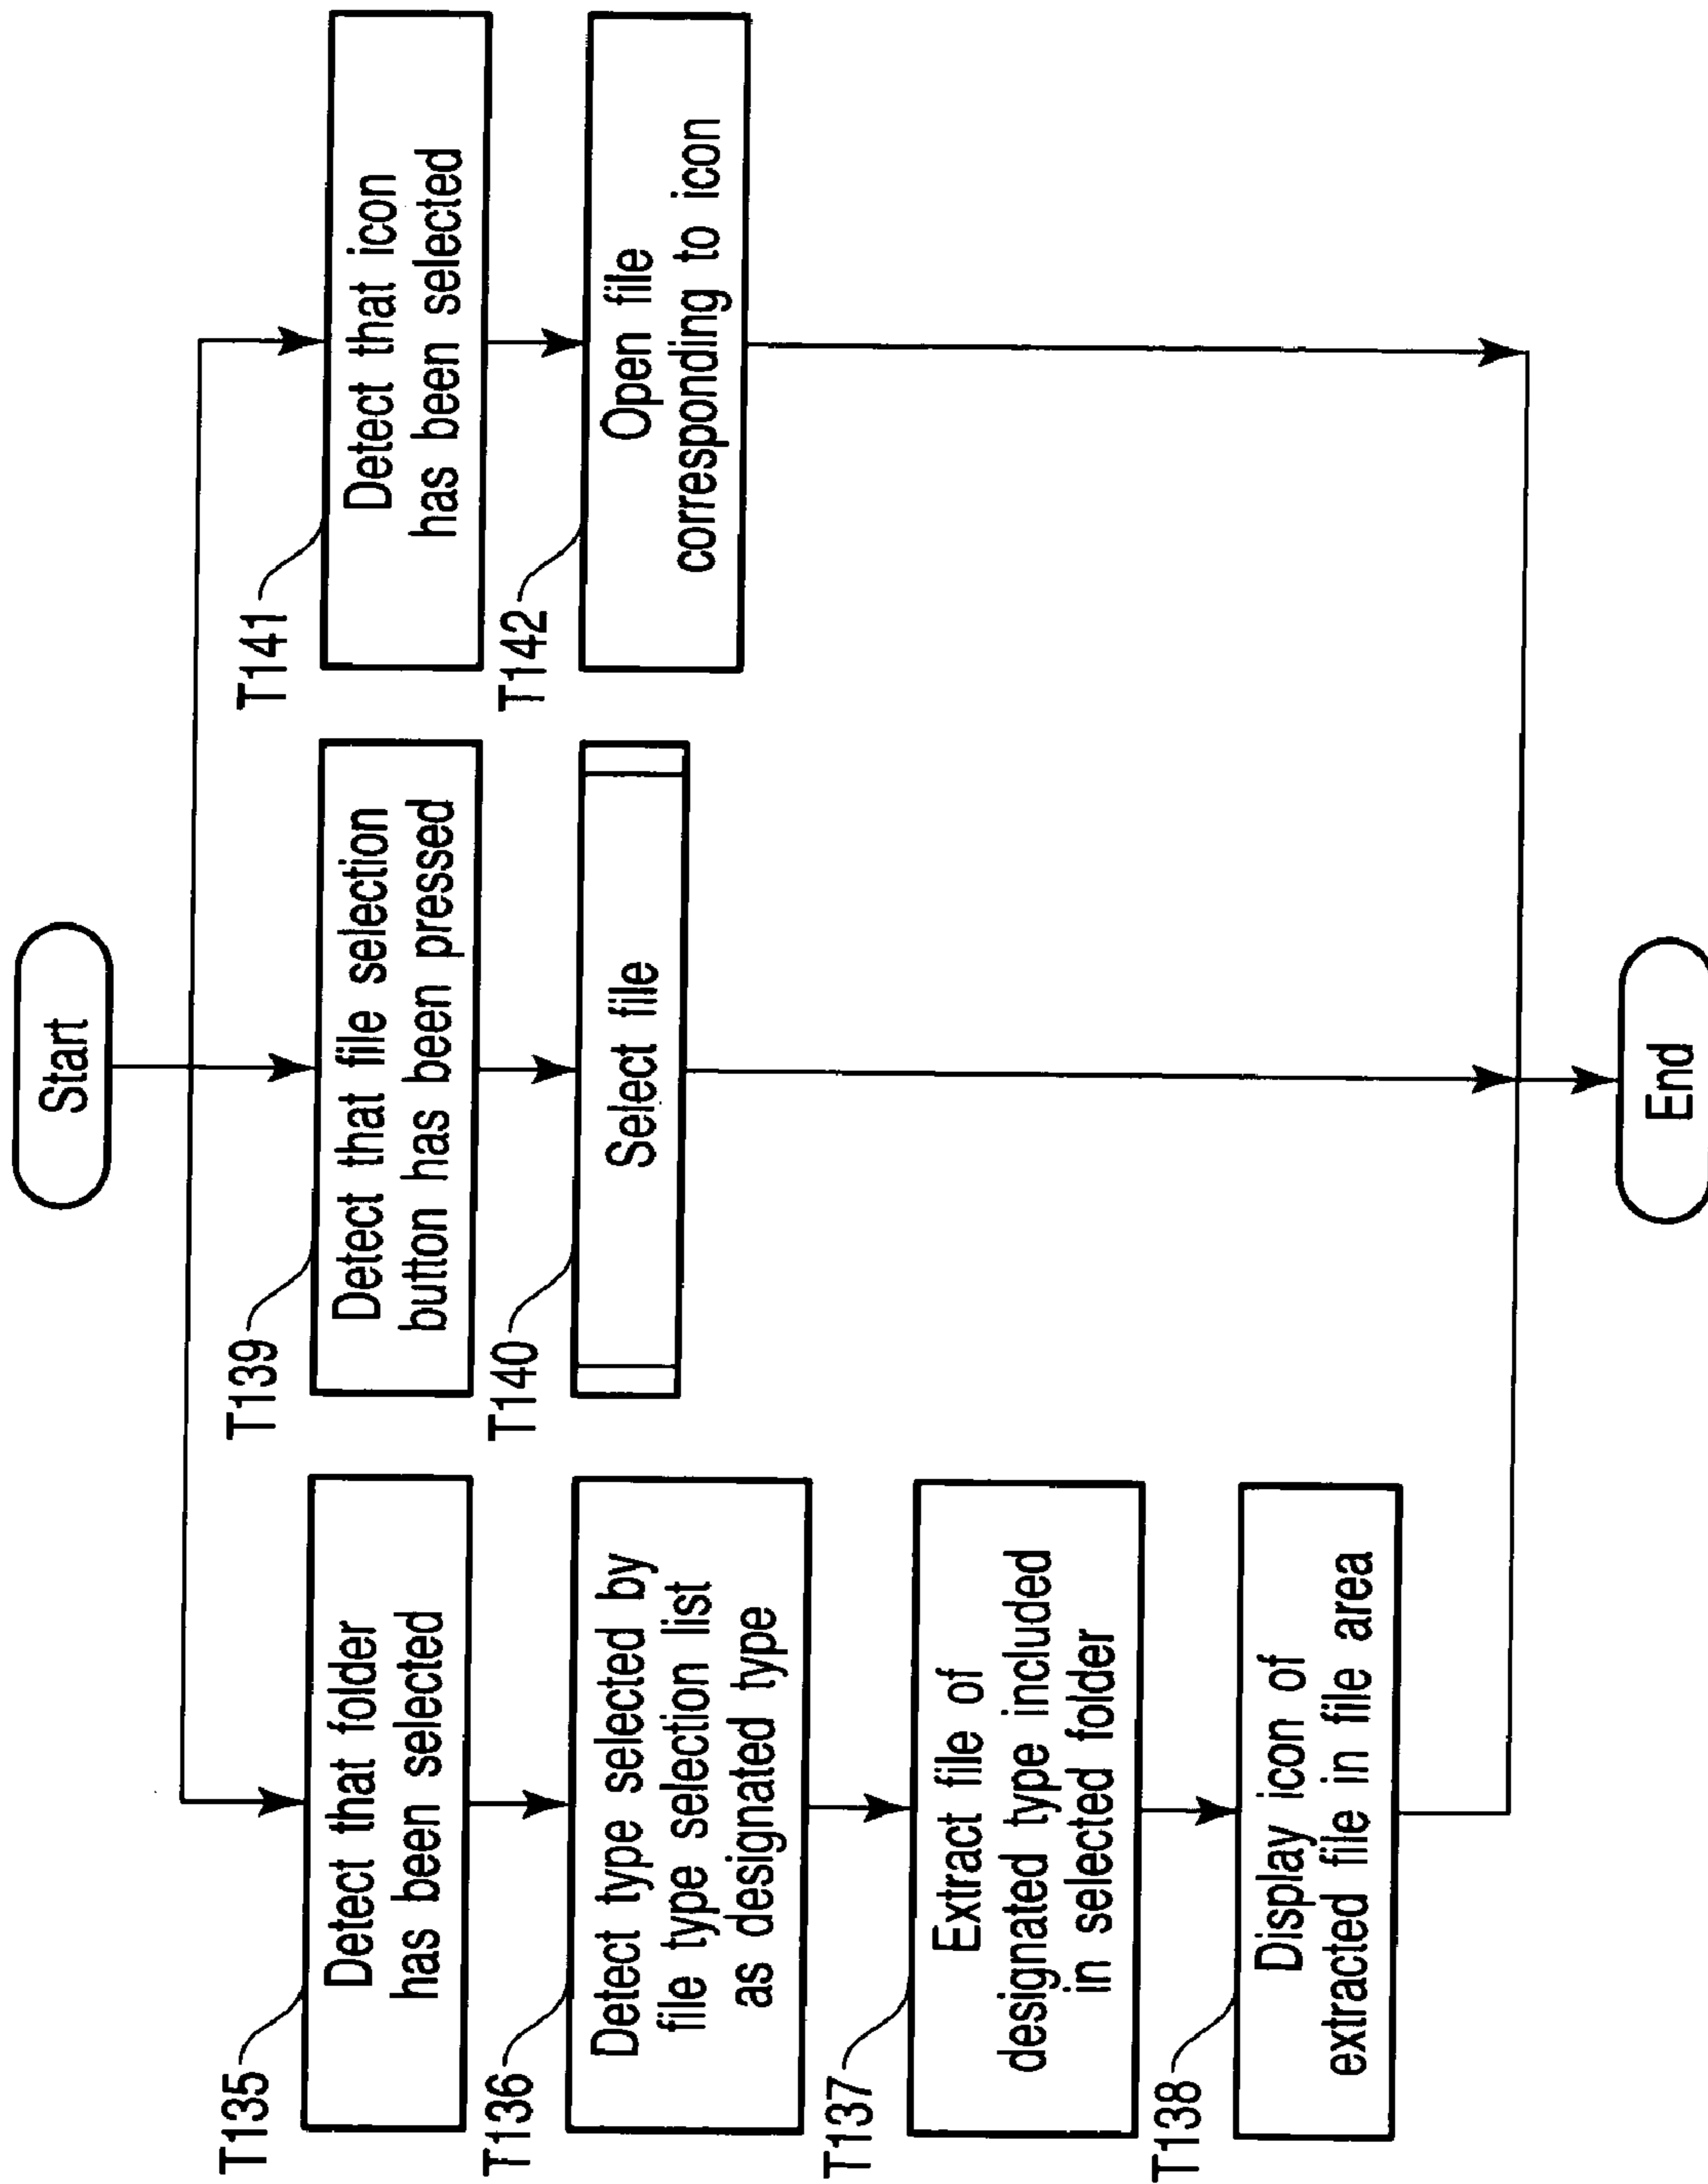 Start
T135
Detect that folder
has been selected
T136
Detect type selected by
file type selection list
as designated type
T137
Extract file of
designated type included
in selected folder
T138
Display icon of
extracted file in file area
T139
Detect that file selection
button has been pressed
T140
Select file
T141
Detect that icon
has been selected
T142
Open file
corresponding to icon
End